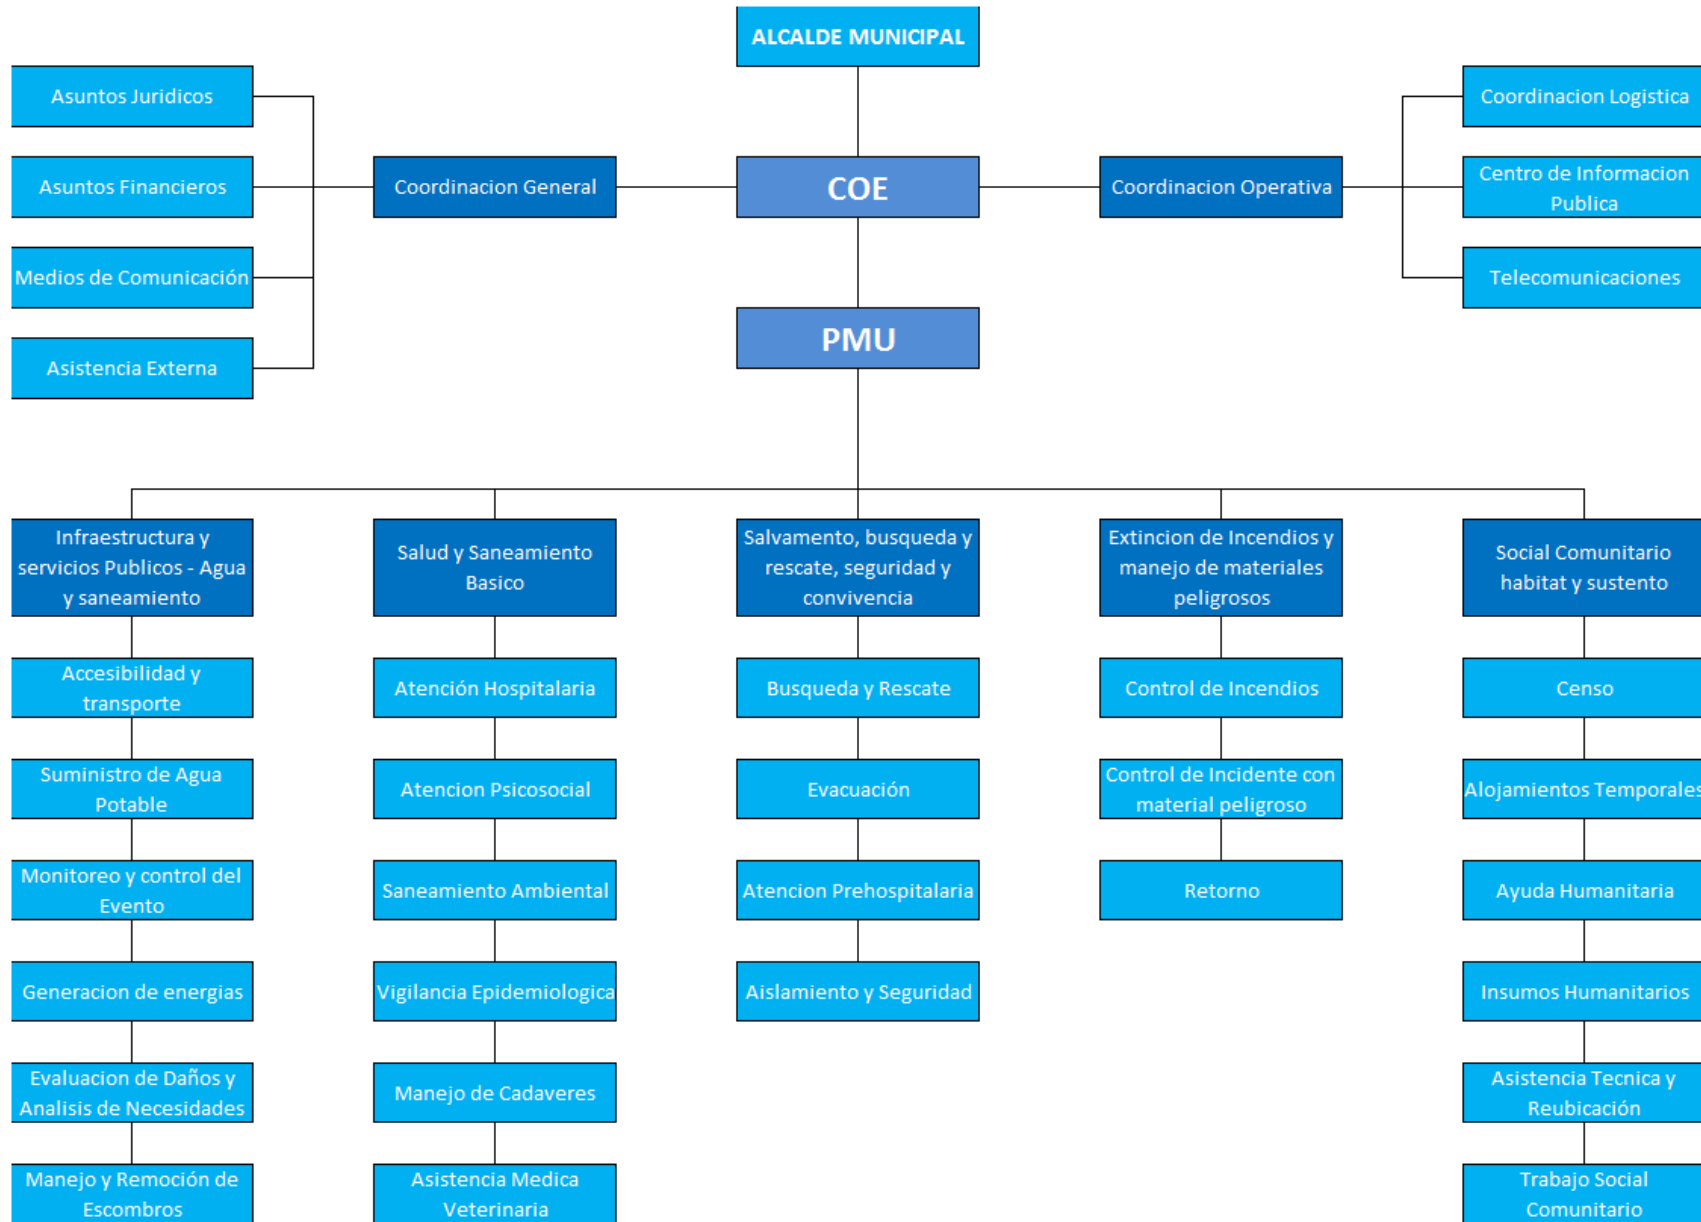 ALCALDE MUNICIPAL
Asuntos Juridicos
Coordinacion Logistica
Asuntos Financieros
Coordinacion General
COE
Coordinacion Operativa
Centro de Informacion
Publica
Medios de Comunicación
Telecomunicaciones
PMU
Asistencia Externa
Infraestructura y
servicios Publicos - Agua
y saneamiento
Salud y Saneamiento
Basico
Salvamento, busqueda y
rescate, seguridad y
convivencia
Extincion de Incendios y
manejo de materiales
peligrosos
Social Comunitario
habitat y sustento
Accesibilidad y
transporte
Atención Hospitalaria
Busqueda y Rescate
Control de Incendios
Censo
Suministro de Agua
Potable
Atencion Psicosocial
Evacuación
Control de Incidente con
material peligroso
Alojamientos Temporales
Monitoreo y control del
Evento
Saneamiento Ambiental
Atencion Prehospitalaria
Retorno
Ayuda Humanitaria
Generacion de energias
Vigilancia Epidemiologica
Aislamiento y Seguridad
Insumos Humanitarios
Evaluacion de Daños y
Analisis de Necesidades
Manejo de Cadaveres
Asistencia Tecnica y
Reubicación
Manejo y Remoción de
Escombros
Asistencia Medica
Veterinaria
Trabajo Social
Comunitario